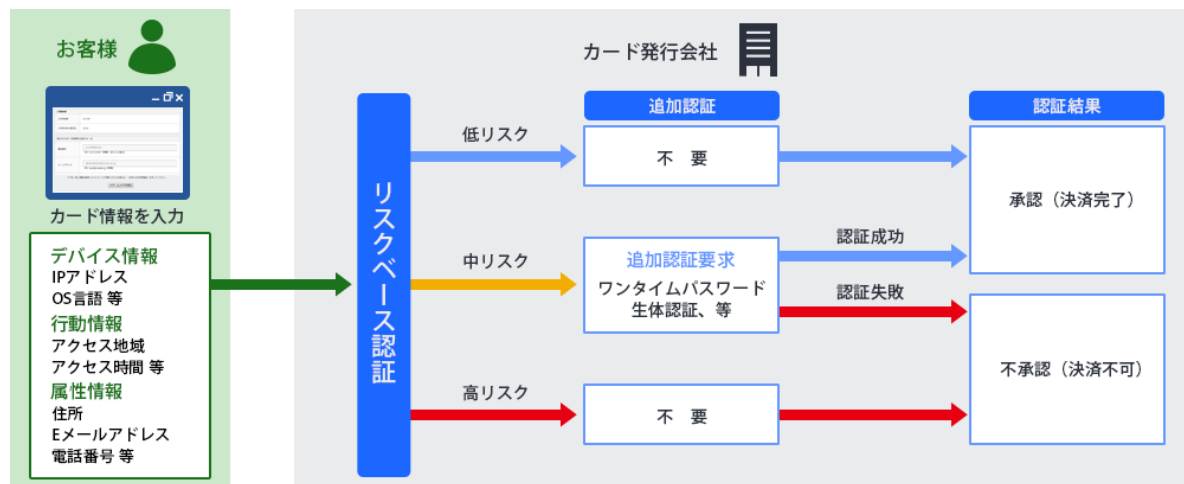 お客様
カード情報を入力
デバイス情報
IPアドレス
OS言語 等
行動情報
アクセス地域
アクセス時間 等
属性情報
住所
Eメールアドレス
電話番号 等
カード発行会社
リスクベース認証
追加認証
認証結果
低リスク
不 要
承認（決済完了）
中リスク
追加認証要求
ワンタイムパスワード
生体認証、等
認証成功
認証失敗
高リスク
不 要
不承認（決済不可）